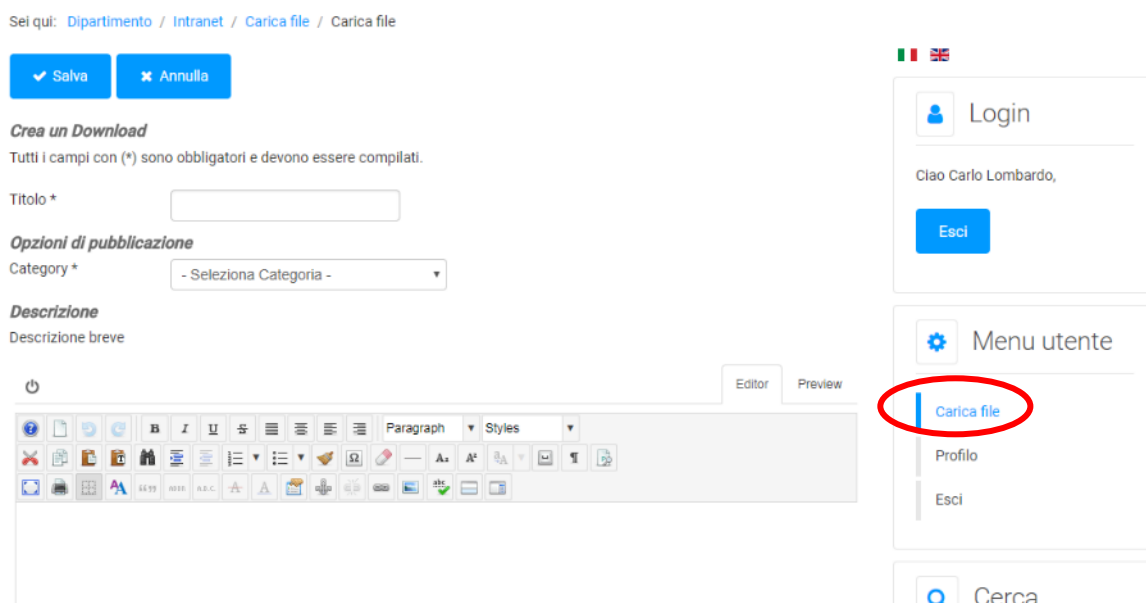 Sei qui: Dipartimento / Intranet / Carica file / Carica file
Salva
Annulla
Crea un Download
Tutti i campi con (*) sono obbligatori e devono essere compilati.
Titolo *
Opzioni di pubblicazione
Category *
- Seleziona Categoria -
Descrizione
Descrizione breve
Editor
Preview
Paragraph
Styles
Login
Ciao Carlo Lombardo,
Esci
Menu utente
Carica file
Profilo
Esci
Cerca